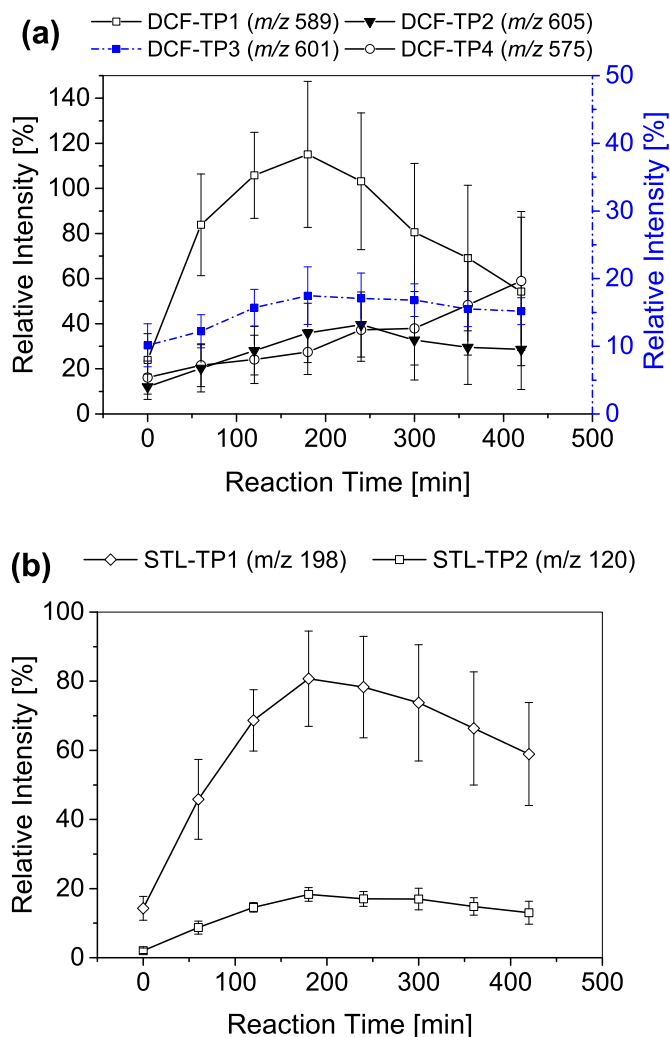 (a)
DCF-TP1 (m/z 589) DCF-TP2 (m/z 605)
DCF-TP3 (m/z 601) DCF-TP4 (m/z 575)
Relative Intensity [%]
140
120
100
80
60
40
20
0
50
40
30
20
10
0
Relative Intensity [%]
0 100 200 300 400 500
Reaction Time [min]
(b)
STL-TP1 (m/z 198) STL-TP2 (m/z 120)
Relative Intensity [%]
100
80
60
40
20
0
0 100 200 300 400 500
Reaction Time [min]